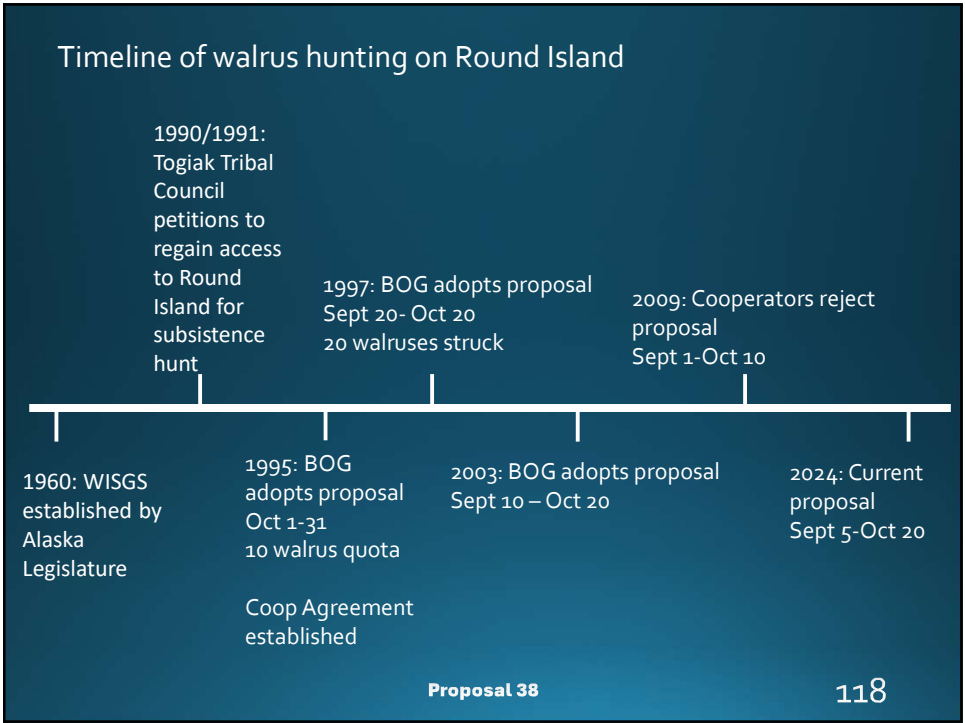 Timeline of walrus hunting on Round Island
1990/1991:
Togiak Tribal
Council
petitions to
regain access
to Round
Island for
subsistence
hunt
1997: BOG adopts proposal
Sept 20- Oct 20
20 walruses struck
2009: Cooperators reject
proposal
Sept 1-Oct 10
1960: WISGS
established by
Alaska
Legislature
1995: BOG
adopts proposal
Oct 1-31
10 walrus quota
Coop Agreement
established
2003: BOG adopts proposal
Sept 10 – Oct 20
2024: Current
proposal
Sept 5-Oct 20
Proposal 38
118